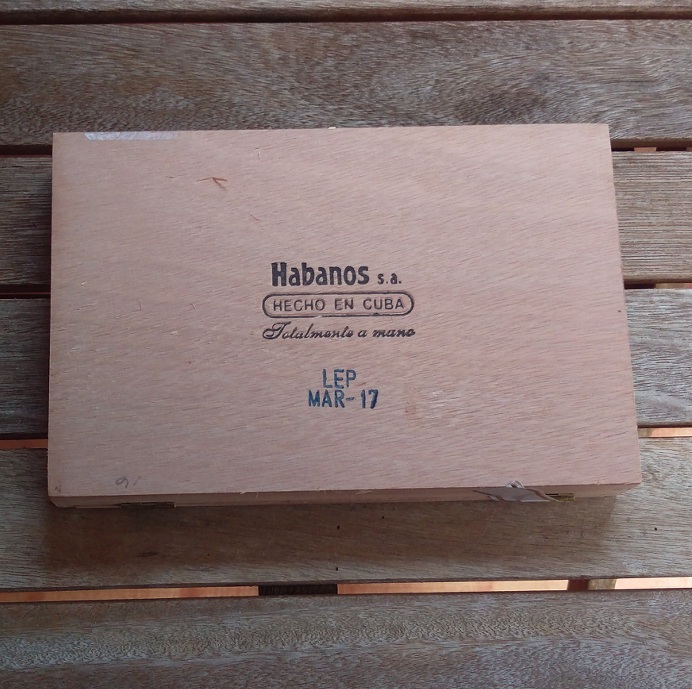 Habanos s.a.
HECHO EN CUBA
Totalmente a mano
LEP
MAR-17